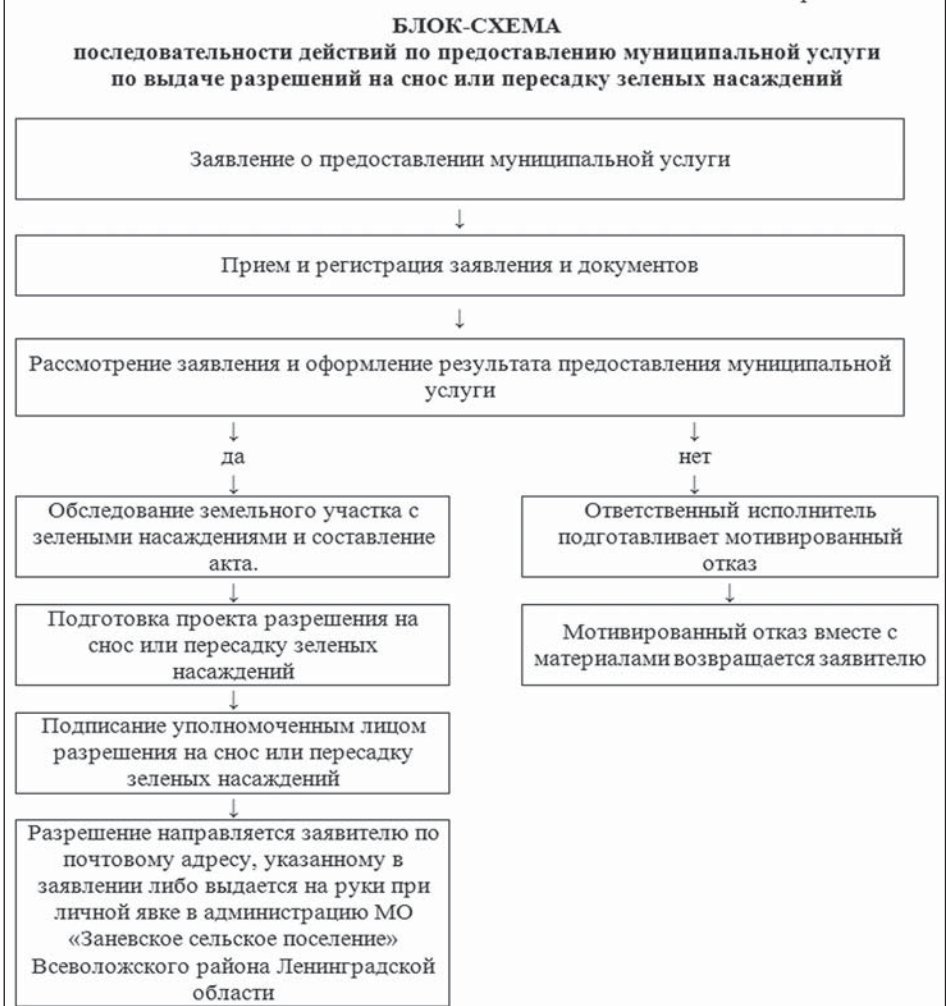 БЛОК-СХЕМА
последовательности действий по предоставлению муниципальной услуги
по выдаче разрешений на снос или пересадку зеленых насаждений
Заявление о предоставлении муниципальной услуги
↓
Прием и регистрация заявления и документов
↓
Рассмотрение заявления и оформление результата предоставления муниципальной
услуги
↓
да
↓
Обследование земельного участка с
зелеными насаждениями и составление
акта.
↓
Подготовка проекта разрешения на
снос или пересадку зеленых
насаждений
↓
Подписание уполномоченным лицом
разрешения на снос или пересадку
зеленых насаждений
↓
Разрешение направляется заявителю по
почтовому адресу, указанному в
заявлении либо выдается на руки при
личной явке в администрацию МО
«Заневское сельское поселение»
Всеволожского района Ленинградской
области
↓
нет
↓
Ответственный исполнитель
подготавливает мотивированный
отказ
↓
Мотивированный отказ вместе с
материалами возвращается заявителю